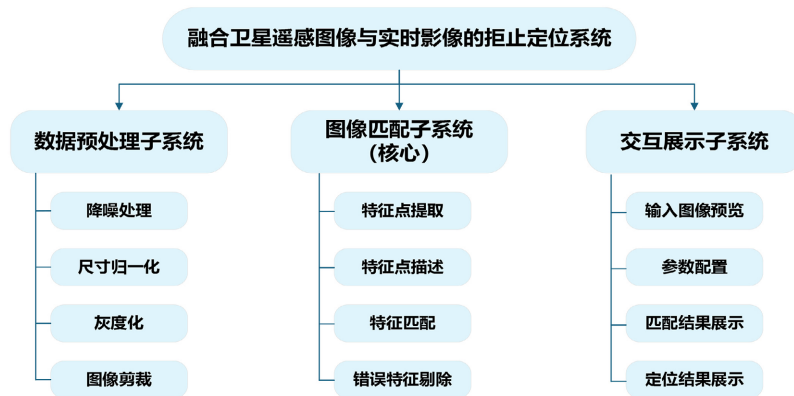 融合卫星遥感图像与实时影像的拒止定位系统
数据预处理子系统
降噪处理
尺寸归一化
灰度化
图像剪裁
图像匹配子系统
（核心）
特征点提取
特征点描述
特征匹配
错误特征剔除
交互展示子系统
输入图像预览
参数配置
匹配结果展示
定位结果展示